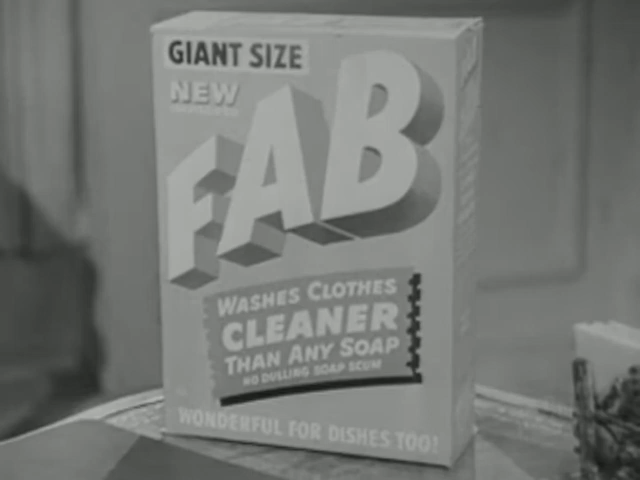 GIANT SIZE
NEW
FAB
WASHES CLOTHES
CLEANER
THAN ANY SOAP
NO DULLING SOAP SCUM
WONDERFUL FOR DISHES TOO!